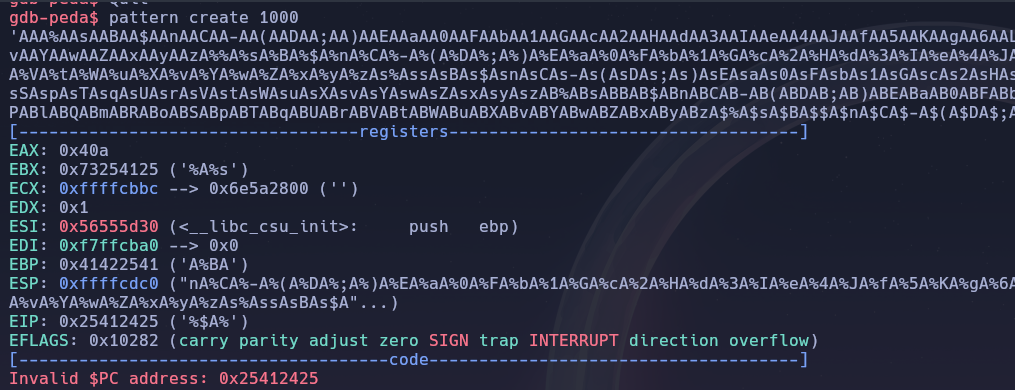 gdb-peda$ pattern create 1000
'AAA%AAsAABAA$AAnAACAA-AA(AADAA;AA)AAEAAaAA0AAFAAbAA1AAGAAcAA2AAHAAdAA3AAIAAeAA4AAJAAfAA5AAKAAgAA6AAL
vAAYAAwAAZAAxAAyAAzA%%A%sA%BA%$A%nA%CA%-A%(A%DA%;A%)A%EA%aA%0A%FA%bA%1A%GA%cA%2A%HA%dA%3A%IA%eA%4A%JA
A%VA%tA%WA%uA%XA%vA%YA%wA%ZA%xA%yA%zAs%AssAsBAs$AsnAsCAs-As(AsDAs;As)AsEAsaAs0AsFAsbAs1AsGAscAs2AsHAs
sSAspAsTAsqAsUAsrAsVAstAsWAsuAsXAsvAsYAswAsZAsxAsyAszAB%ABsABBAB$ABnABCAB-AB(ABDAB;AB)ABEABaAB0ABFABb
PABlABQABmABRABoABSABpABTABqABUABrABVABtABWABuABXABvABYABwABZABxAByABzA$%A$sA$BA$$A$nA$CA$-A$(A$DA$;A
[----------------------------------registers-----------------------------------]
EAX: 0x40a
EBX: 0x73254125 ('%A%s')
ECX: 0xffffcbbc --> 0x6e5a2800 ('')
EDX: 0x1
ESI: 0x56555d30 (<__libc_csu_init>: push ebp)
EDI: 0xf7ffcba0 --> 0x0
EBP: 0x41422541 ('A%BA')
ESP: 0xffffcdc0 ("nA%CA%-A%(A%DA%;A%)A%EA%aA%0A%FA%bA%1A%GA%cA%2A%HA%dA%3A%IA%eA%4A%JA%fA%5A%KA%gA%6A
A%vA%YA%wA%ZA%xA%yA%zAs%AssAsBAs$A"...)
EIP: 0x25412425 ('%$A%')
EFLAGS: 0x10282 (carry parity adjust zero SIGN trap INTERRUPT direction overflow)
[-------------------------------------code-------------------------------------]
Invalid $PC address: 0x25412425